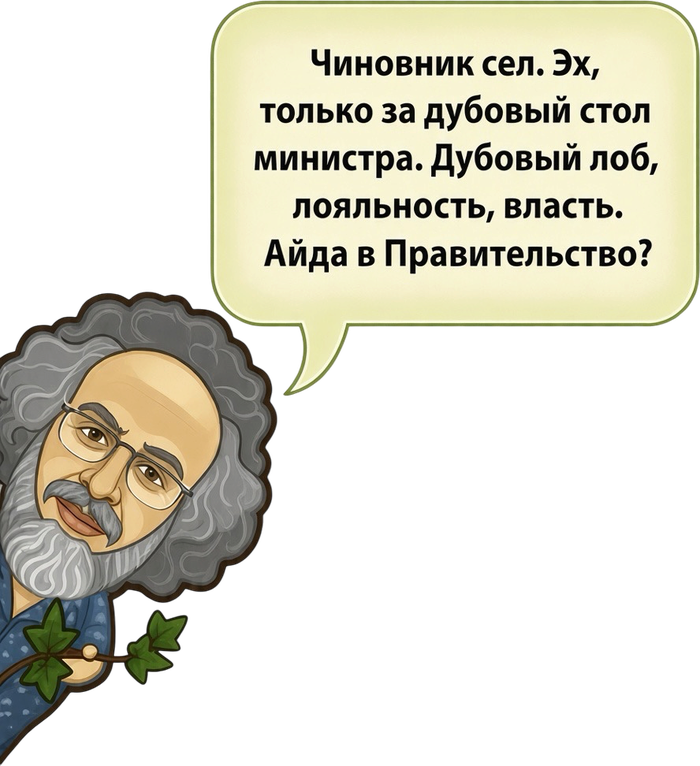 Чиновник сел. Эх,
только за дубовый стол
министра. Дубовый лоб,
лояльность, власть.
Айда в Правительство?